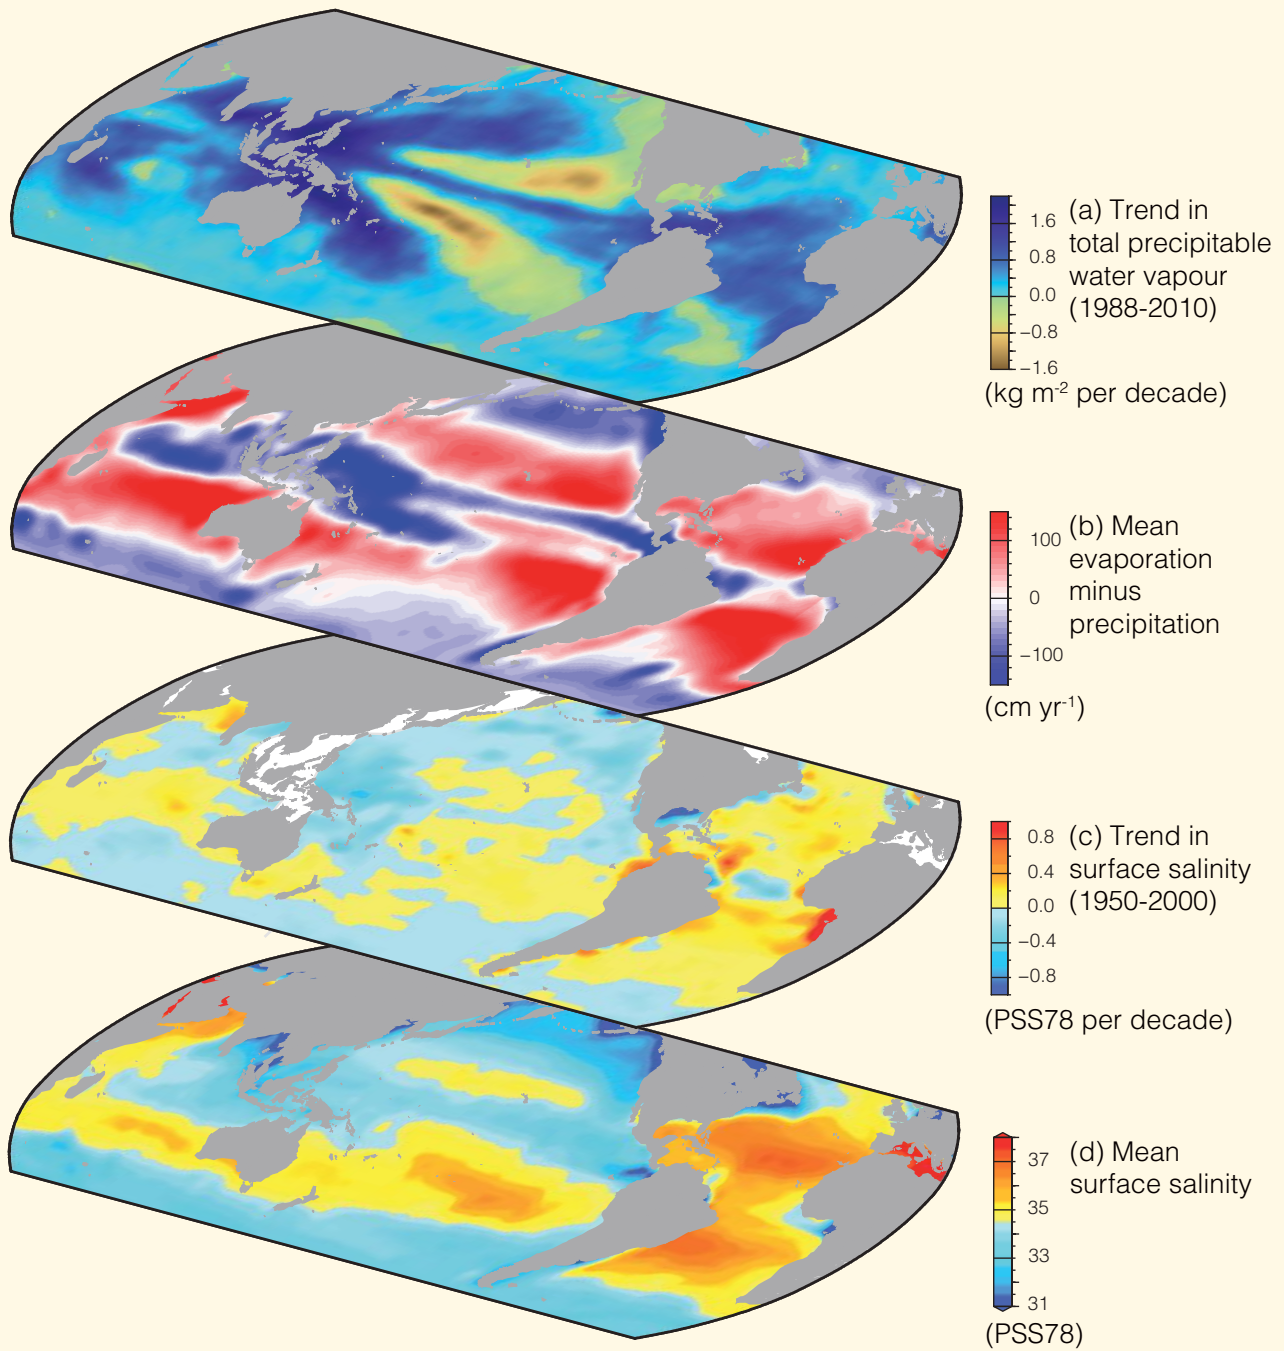 1.6
0.8
0.0
−0.8
−1.6
(a) Trend in
total precipitable
water vapour
(1988-2010)
(kg m⁻² per decade)
100
0
−100
(b) Mean
evaporation
minus
precipitation
(cm yr⁻¹)
0.8
0.4
0.0
−0.4
−0.8
(c) Trend in
surface salinity
(1950-2000)
(PSS78 per decade)
37
35
33
31
(d) Mean
surface salinity
(PSS78)